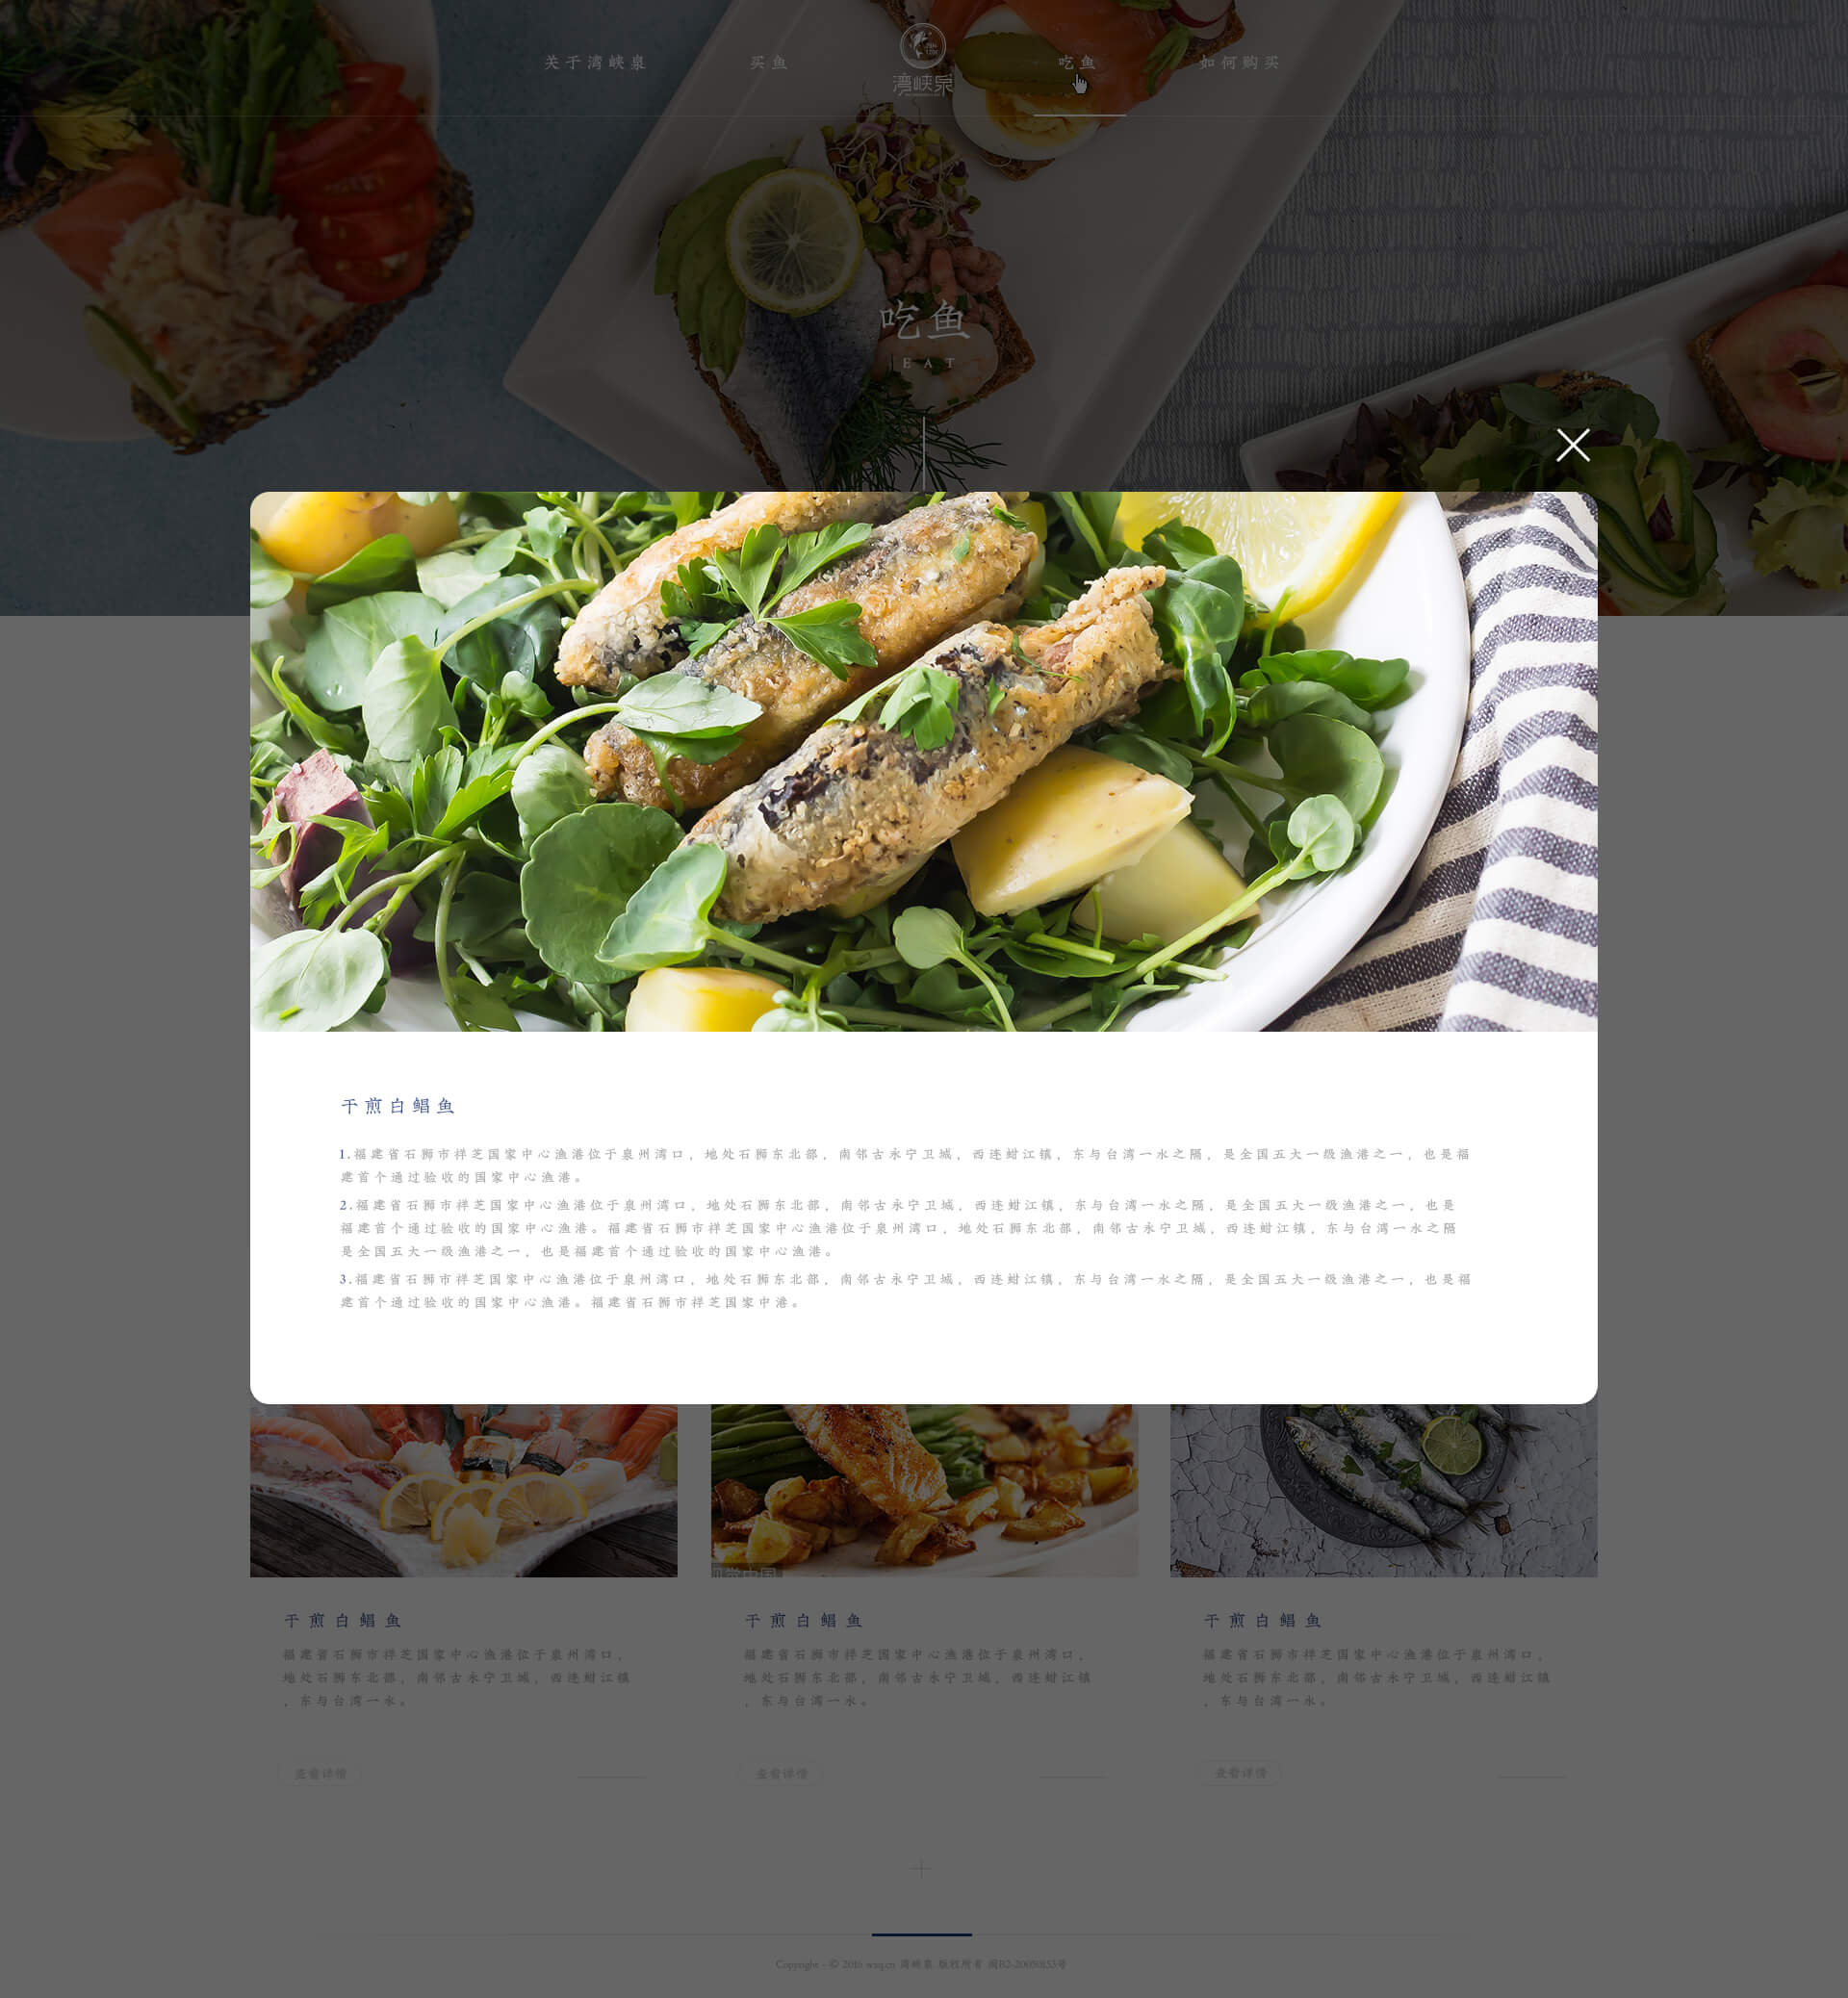 关于湾峡泉
买鱼
湾峡泉
吃鱼
如何购买
吃鱼
EAT
干煎白鲳鱼
1.福建省石狮市祥芝国家中心渔港位于泉州湾口，地处石狮东北部，南邻古永宁卫城，西连蚶江镇，东与台湾一水之隔，是全国五大一级渔港之一，也是福
建首个通过验收的国家中心渔港。
2.福建省石狮市祥芝国家中心渔港位于泉州湾口，地处石狮东北部，南邻古永宁卫城，西连蚶江镇，东与台湾一水之隔，是全国五大一级渔港之一，也是
福建首个通过验收的国家中心渔港。福建省石狮市祥芝国家中心渔港位于泉州湾口，地处石狮东北部，南邻古永宁卫城，西连蚶江镇，东与台湾一水之隔
是全国五大一级渔港之一，也是福建首个通过验收的国家中心渔港。
3.福建省石狮市祥芝国家中心渔港位于泉州湾口，地处石狮东北部，南邻古永宁卫城，西连蚶江镇，东与台湾一水之隔，是全国五大一级渔港之一，也是福
建首个通过验收的国家中心渔港。福建省石狮市祥芝国家中港。
干煎白鲳鱼
福建省石狮市祥芝国家中心渔港位于泉州湾口，
地处石狮东北部，南邻古永宁卫城，西连蚶江镇
，东与台湾一水。
查看详情
干煎白鲳鱼
福建省石狮市祥芝国家中心渔港位于泉州湾口，
地处石狮东北部，南邻古永宁卫城，西连蚶江镇
，东与台湾一水。
查看详情
干煎白鲳鱼
福建省石狮市祥芝国家中心渔港位于泉州湾口，
地处石狮东北部，南邻古永宁卫城，西连蚶江镇
，东与台湾一水。
查看详情
Copyright - © 2016 wxq.cn 湾峡泉 版权所有 闽B2-20050153号